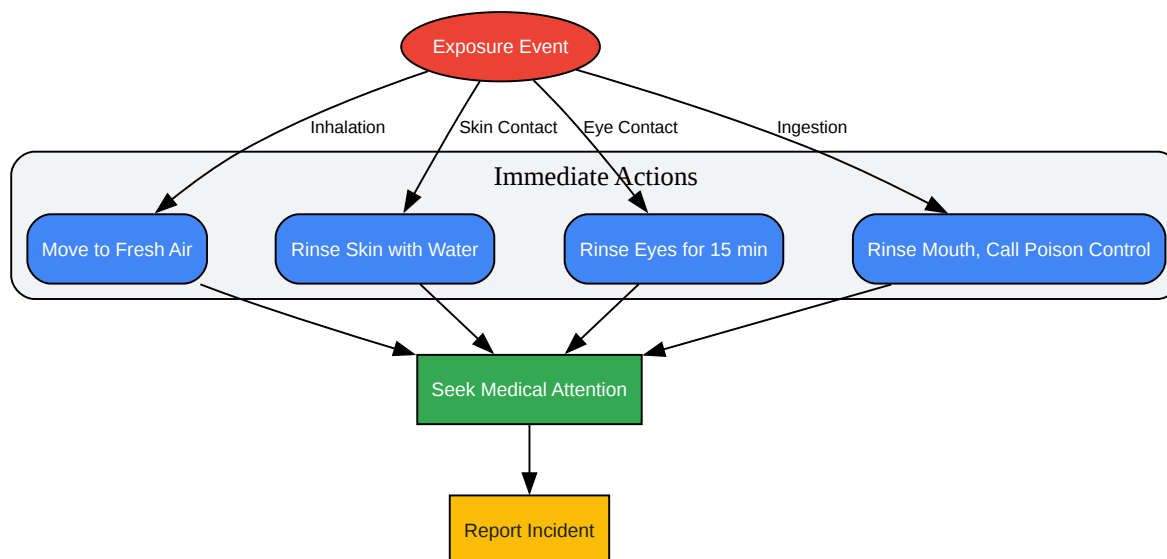 Exposure Event
Inhalation
Skin Contact
Eye Contact
Ingestion
Immediate Actions
Move to Fresh Air
Rinse Skin with Water
Rinse Eyes for 15 min
Rinse Mouth, Call Poison Control
Seek Medical Attention
Report Incident